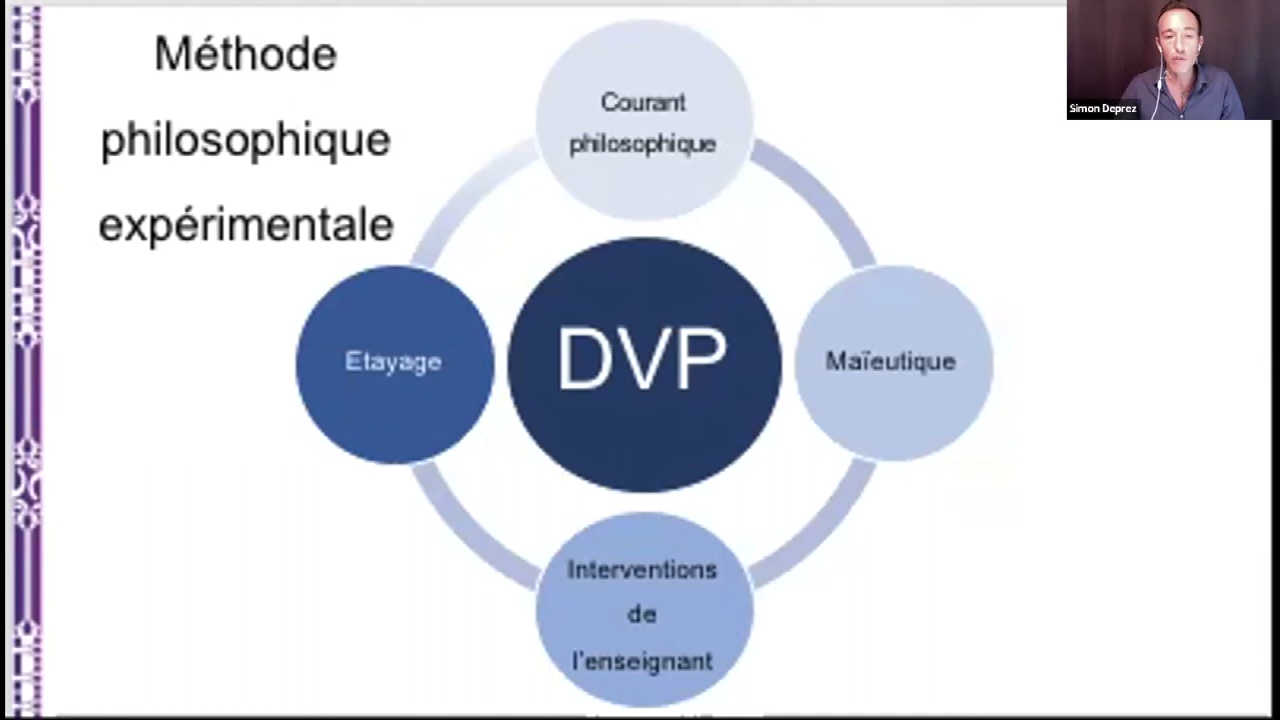 Méthode
philosophique
expérimentale
Simon Deprez
Courant
philosophique
Etayage
DVP
Maïeutique
Interventions
de
l'enseignant